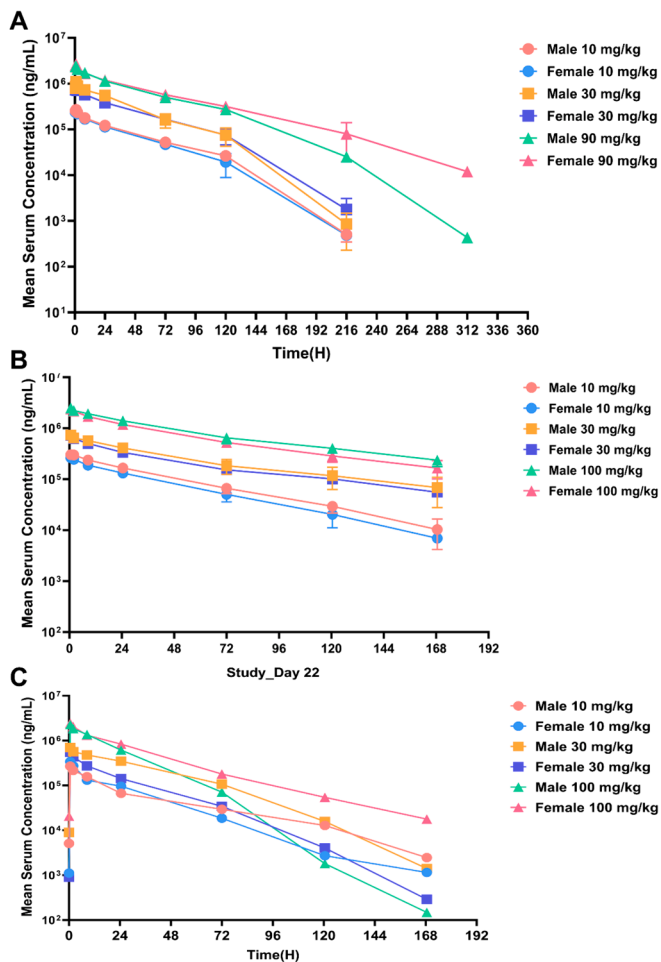 A
Mean Serum Concentration (ng/mL)
10⁷
10⁶
10⁵
10⁴
10³
10²
10¹
0 24 48 72 96 120 144 168 192 216 240 264 288 312 336 360
Time(H)
Male 10 mg/kg
Female 10 mg/kg
Male 30 mg/kg
Female 30 mg/kg
Male 90 mg/kg
Female 90 mg/kg
B
Mean Serum Concentration (ng/mL)
10⁷
10⁶
10⁵
10⁴
10³
10²
0 24 48 72 96 120 144 168 192
Study_Day 22
Male 10 mg/kg
Female 10 mg/kg
Male 30 mg/kg
Female 30 mg/kg
Male 100 mg/kg
Female 100 mg/kg
C
Mean Serum Concentration (ng/mL)
10⁷
10⁶
10⁵
10⁴
10³
10²
0 24 48 72 96 120 144 168 192
Time(H)
Male 10 mg/kg
Female 10 mg/kg
Male 30 mg/kg
Female 30 mg/kg
Male 100 mg/kg
Female 100 mg/kg